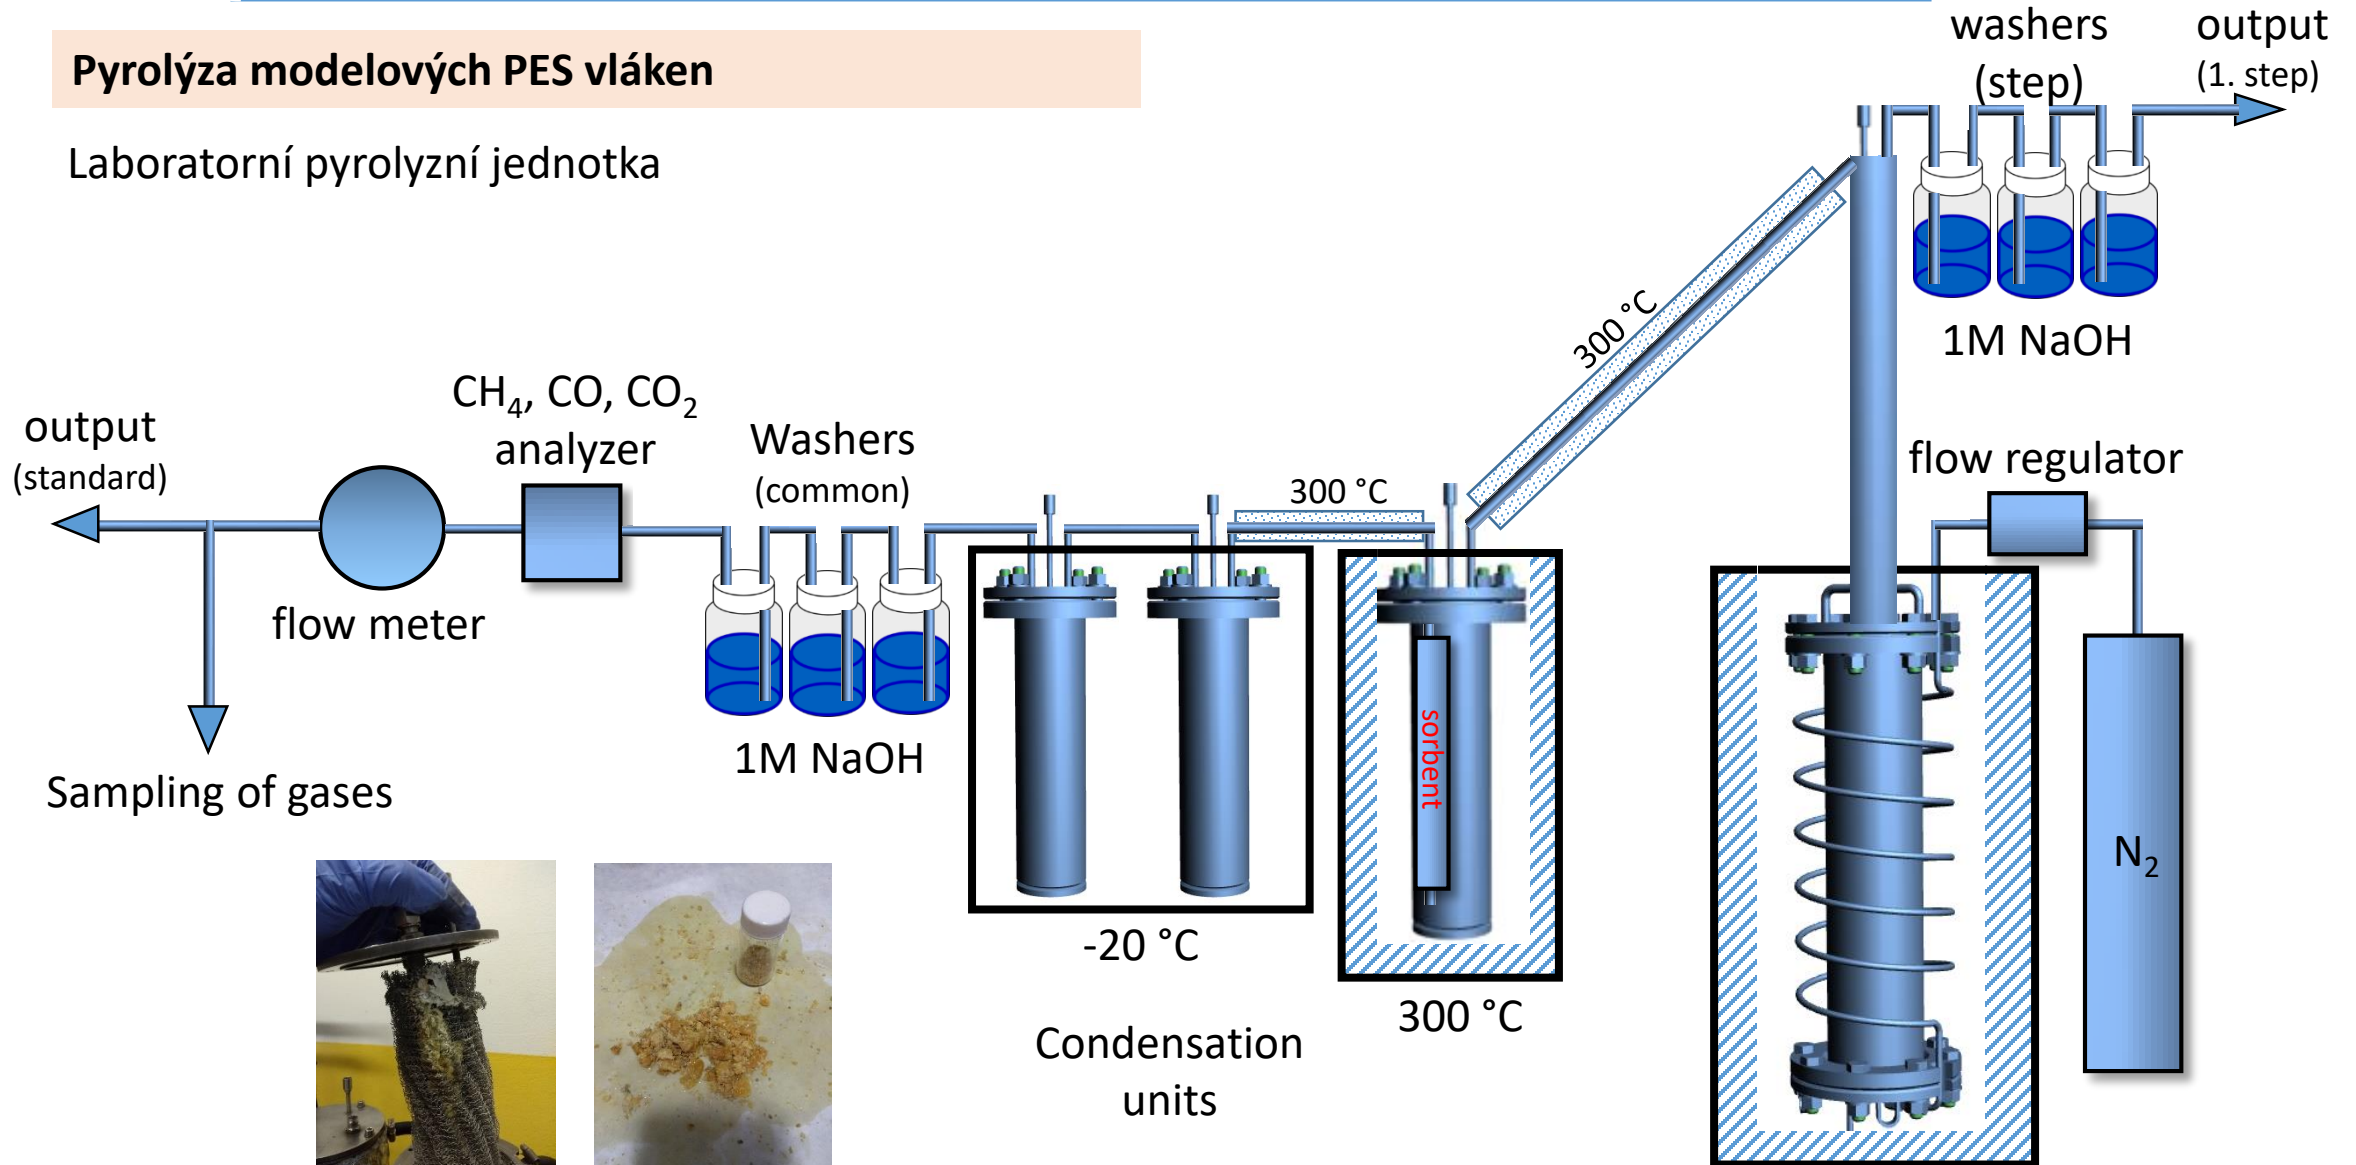 Pyrolýza modelových PES vláken
Laboratorní pyrolyzní jednotka
washers
(step)
output
(1. step)
1M NaOH
300 °C
flow regulator
N₂
CH₄, CO, CO₂
analyzer
Washers
(common)
output
(standard)
flow meter
Sampling of gases
1M NaOH
300 °C
sorbent
-20 °C
300 °C
Condensation
units